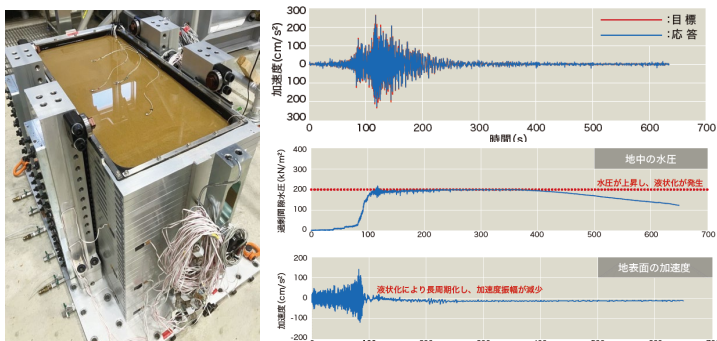 300
200
100
0
100
200
300
加速度(cm/s²)
:目 標
:応 答
0 100 200 300 400 500 600 700
時間(s)
400
300
200
100
0
過剰間隙水圧(kN/m²)
地中の水圧
水圧が上昇し、液状化が発生
0 100 200 300 400 500 600 700
200
100
0
-100
-200
加速度(cm/s²)
地表面の加速度
液状化により長周期化し、加速度振幅が減少